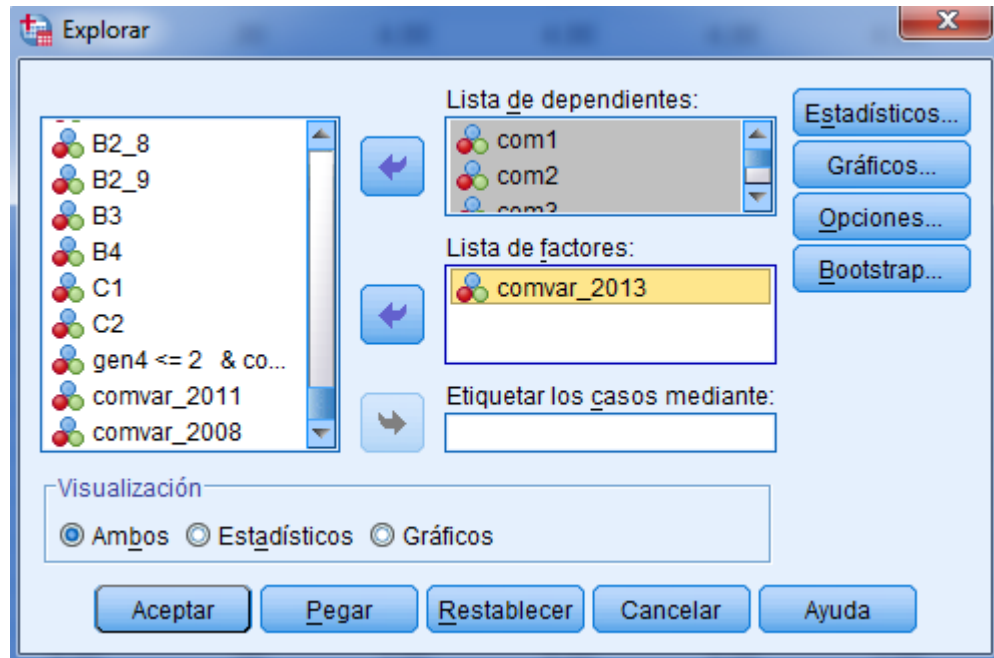 Explorar
B2_8
B2_9
B3
B4
C1
C2
gen4 <= 2 & co...
comvar_2011
comvar_2008
Lista de dependientes:
com1
com2
com3
Lista de factores:
comvar_2013
Etiquetar los casos mediante:
Estadísticos...
Gráficos...
Opciones...
Bootstrap...
Visualización
Ambos Estadísticos Gráficos
Aceptar Pegar Restablecer Cancelar Ayuda